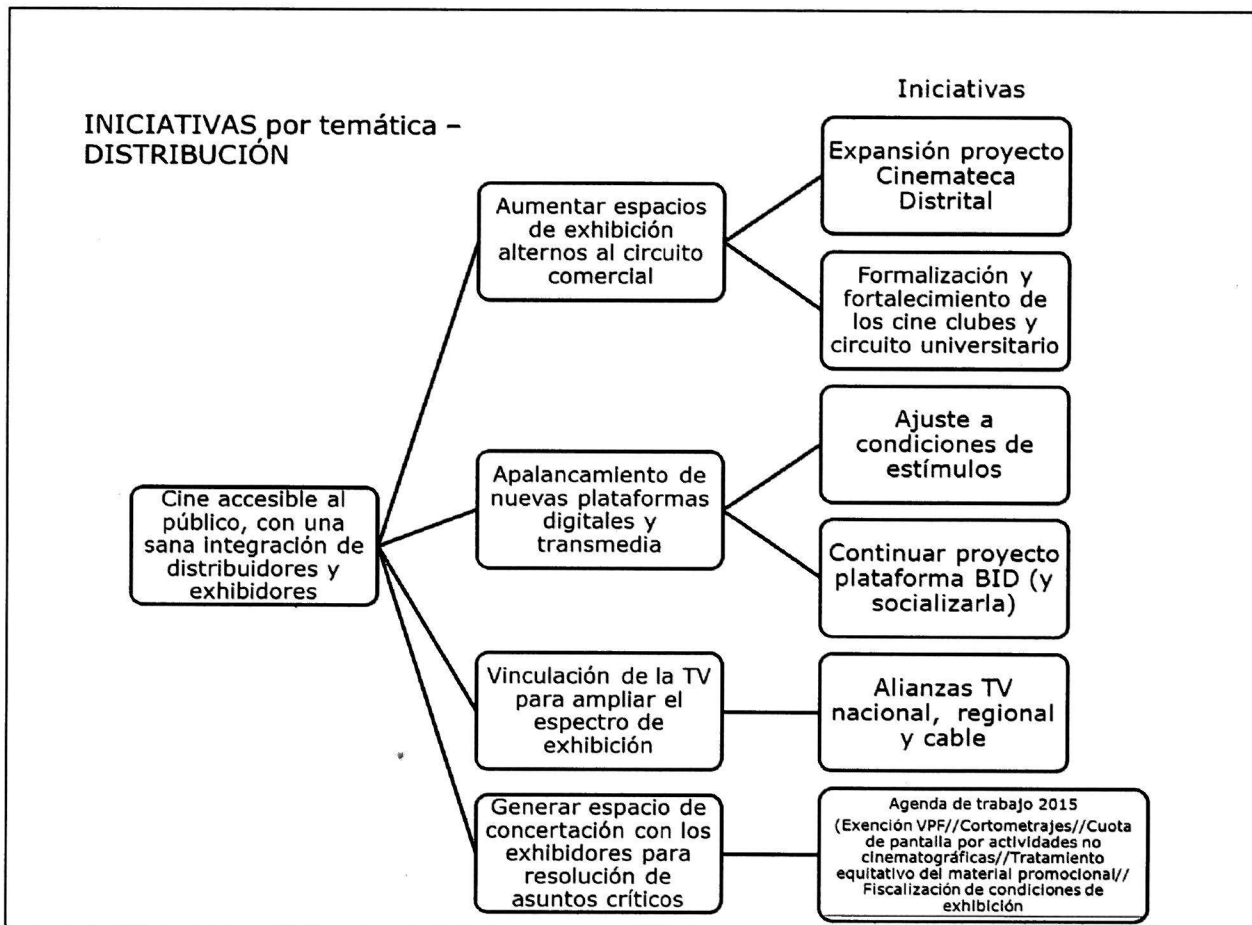 INICIATIVAS por temática –
DISTRIBUCIÓN
Iniciativas
Cine accesible al
público, con una
sana integración de
distribuidores y
exhibidores
Aumentar espacios
de exhibición
alternos al circuito
comercial
Expansión proyecto
Cinemateca
Distrital
Formalización y
fortalecimiento de
los cine clubes y
circuito universitario
Apalancamiento de
nuevas plataformas
digitales y
transmedia
Ajuste a
condiciones de
estímulos
Continuar proyecto
plataforma BID (y
socializarla)
Vinculación de la TV
para ampliar el
espectro de
exhibición
Alianzas TV
nacional, regional
y cable
Generar espacio de
concertación con los
exhibidores para
resolución de
asuntos críticos
Agenda de trabajo 2015
(Exención VPF//Cortometrajes//Cuota
de pantalla por actividades no
cinematográficas//Tratamiento
equitativo del material promocional//
Fiscalización de condiciones de
exhibición